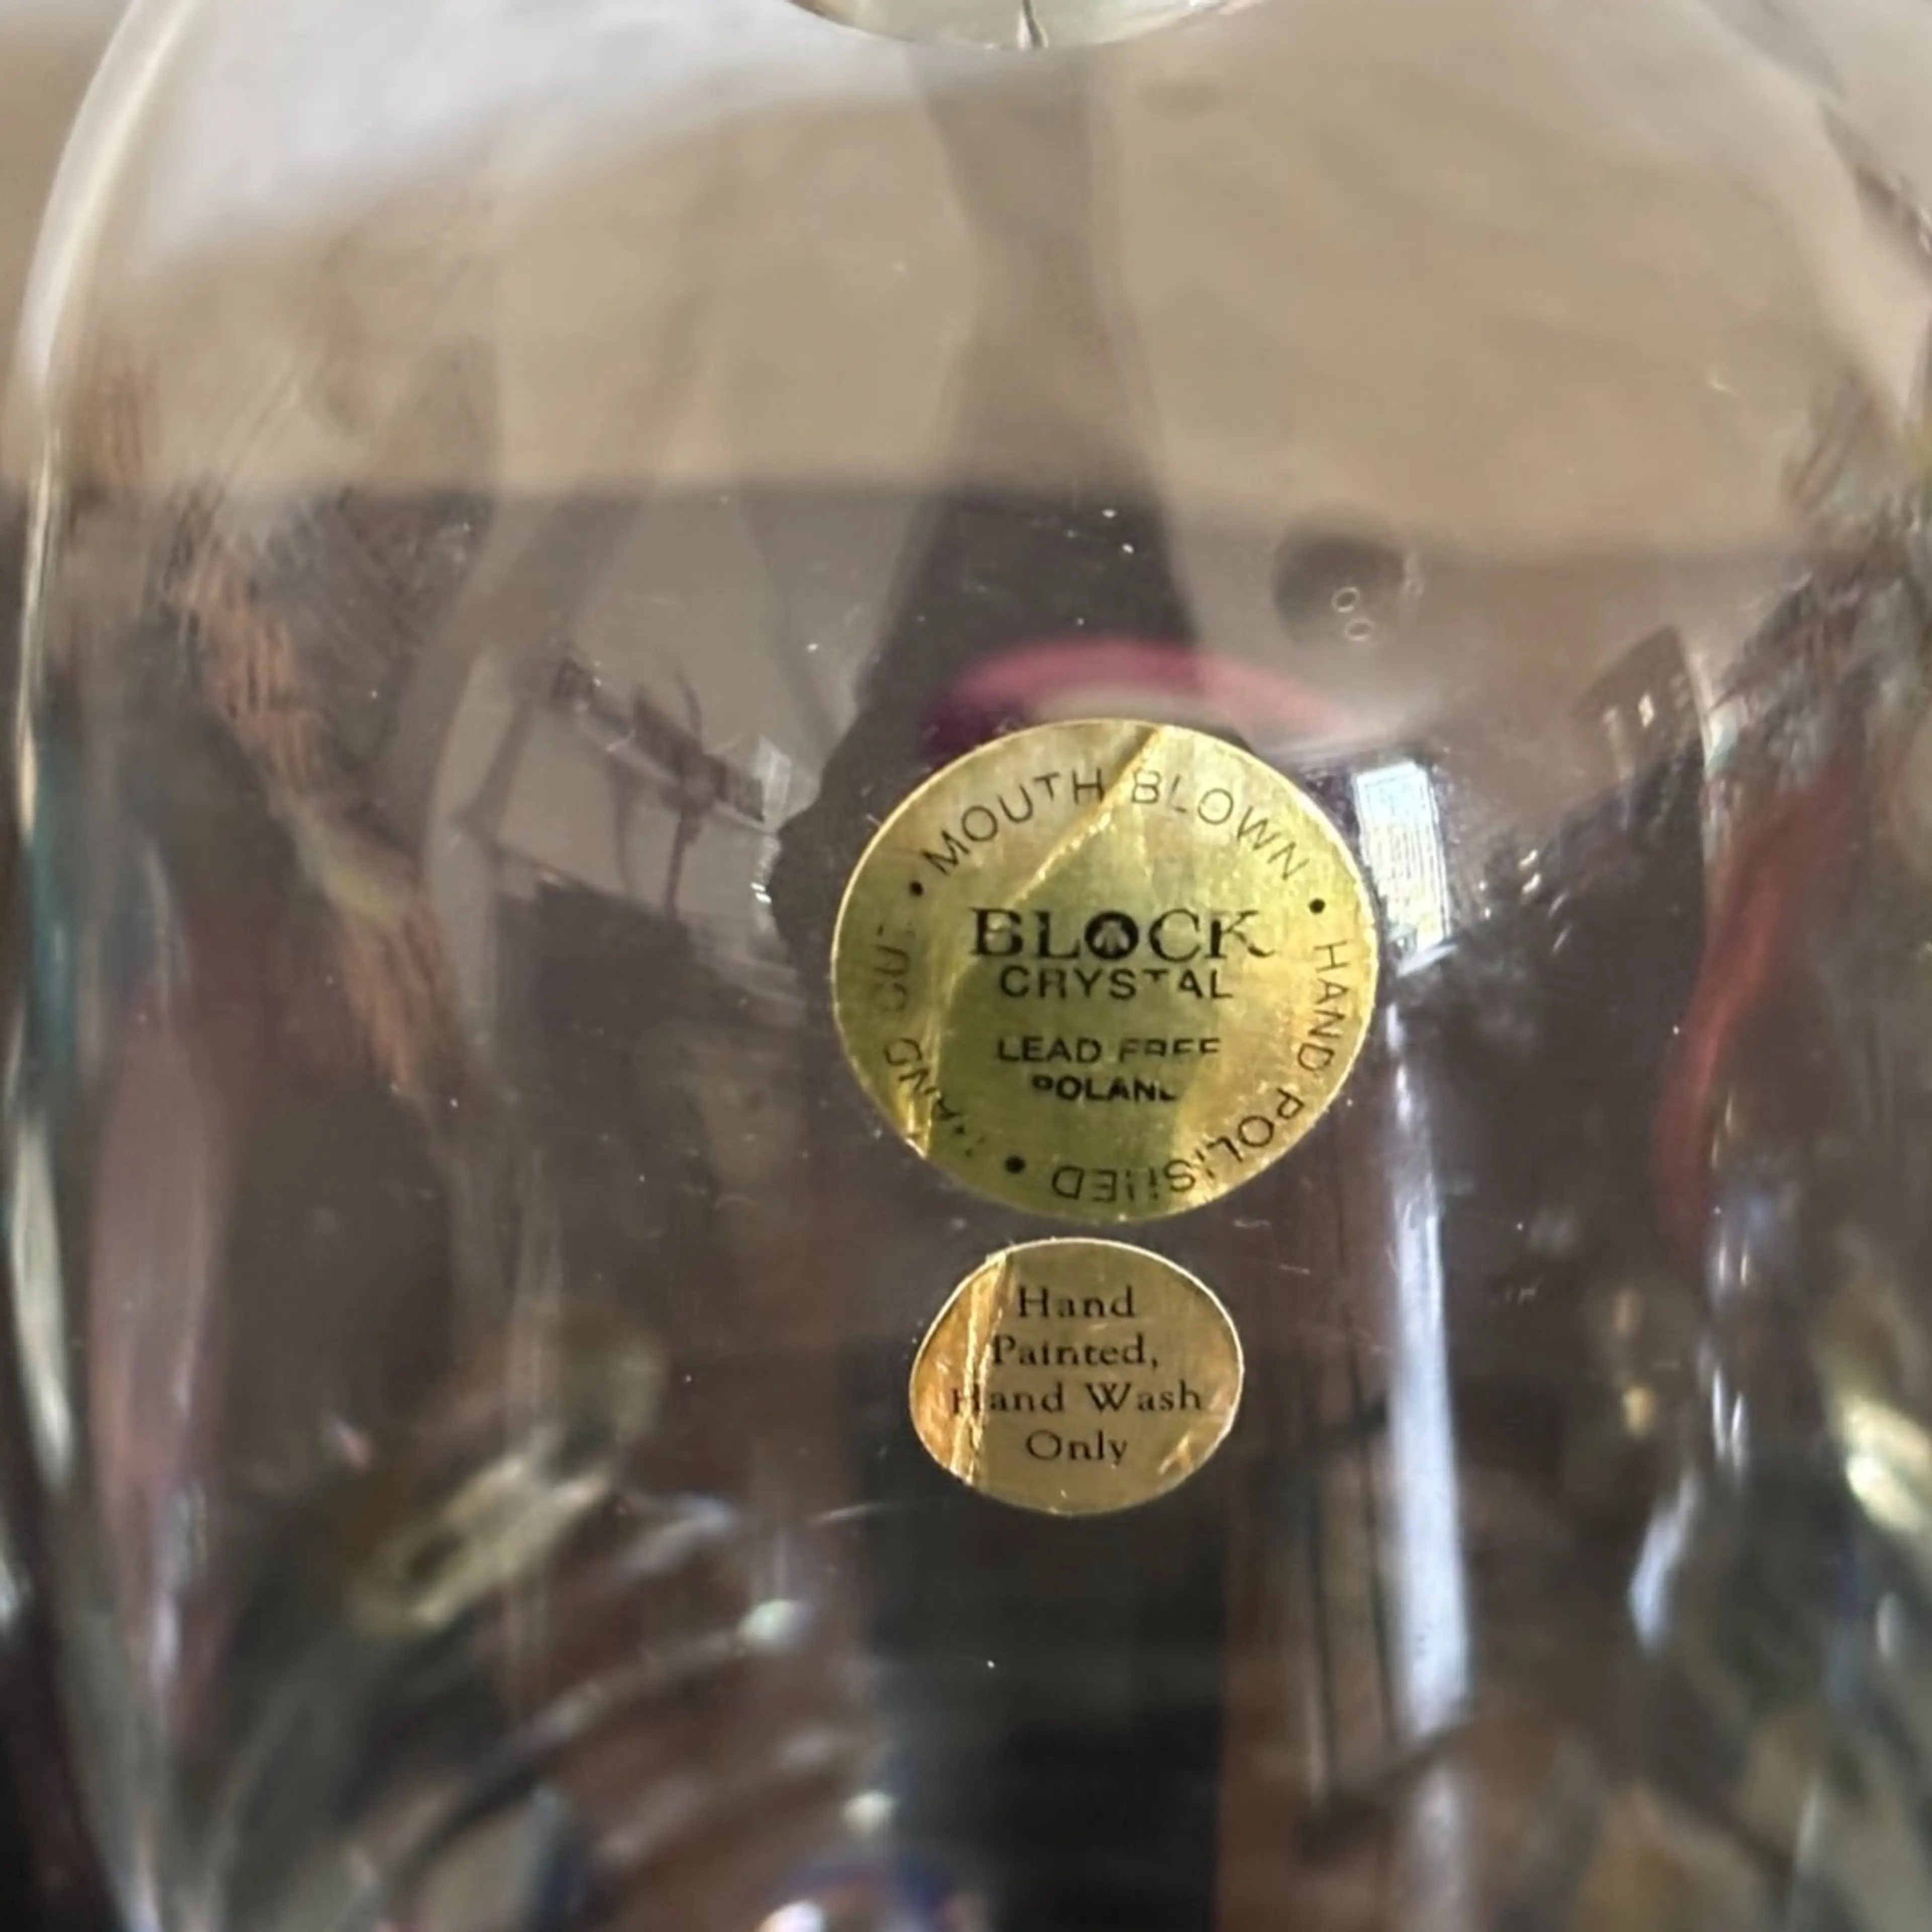 • MOUTH BLOWN • HAND POLISHED • HAND CUT
BLOCK
CRYSTAL
LEAD FREE
POLAND
Hand
Painted,
Hand Wash
Only